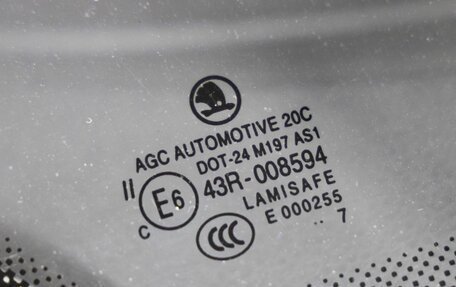 AGC AUTOMOTIVE 20C
DOT-24 M197 AS1
II E6 43R-008594
LAMISAFE
C CCC E 000255
.. 7